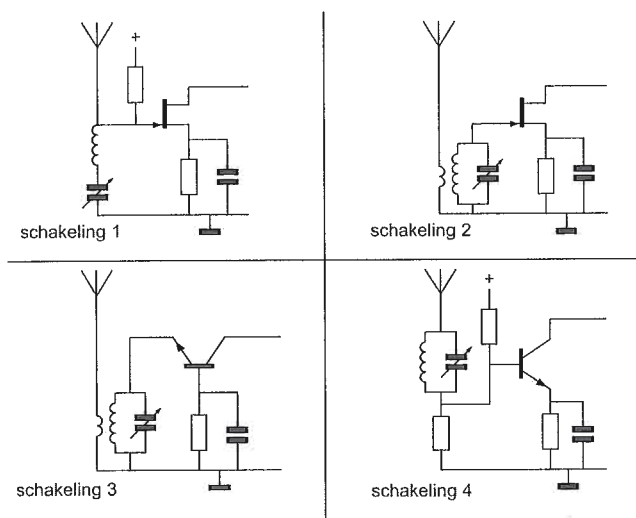 +
schakeling 1
schakeling 2
schakeling 3
+
schakeling 4